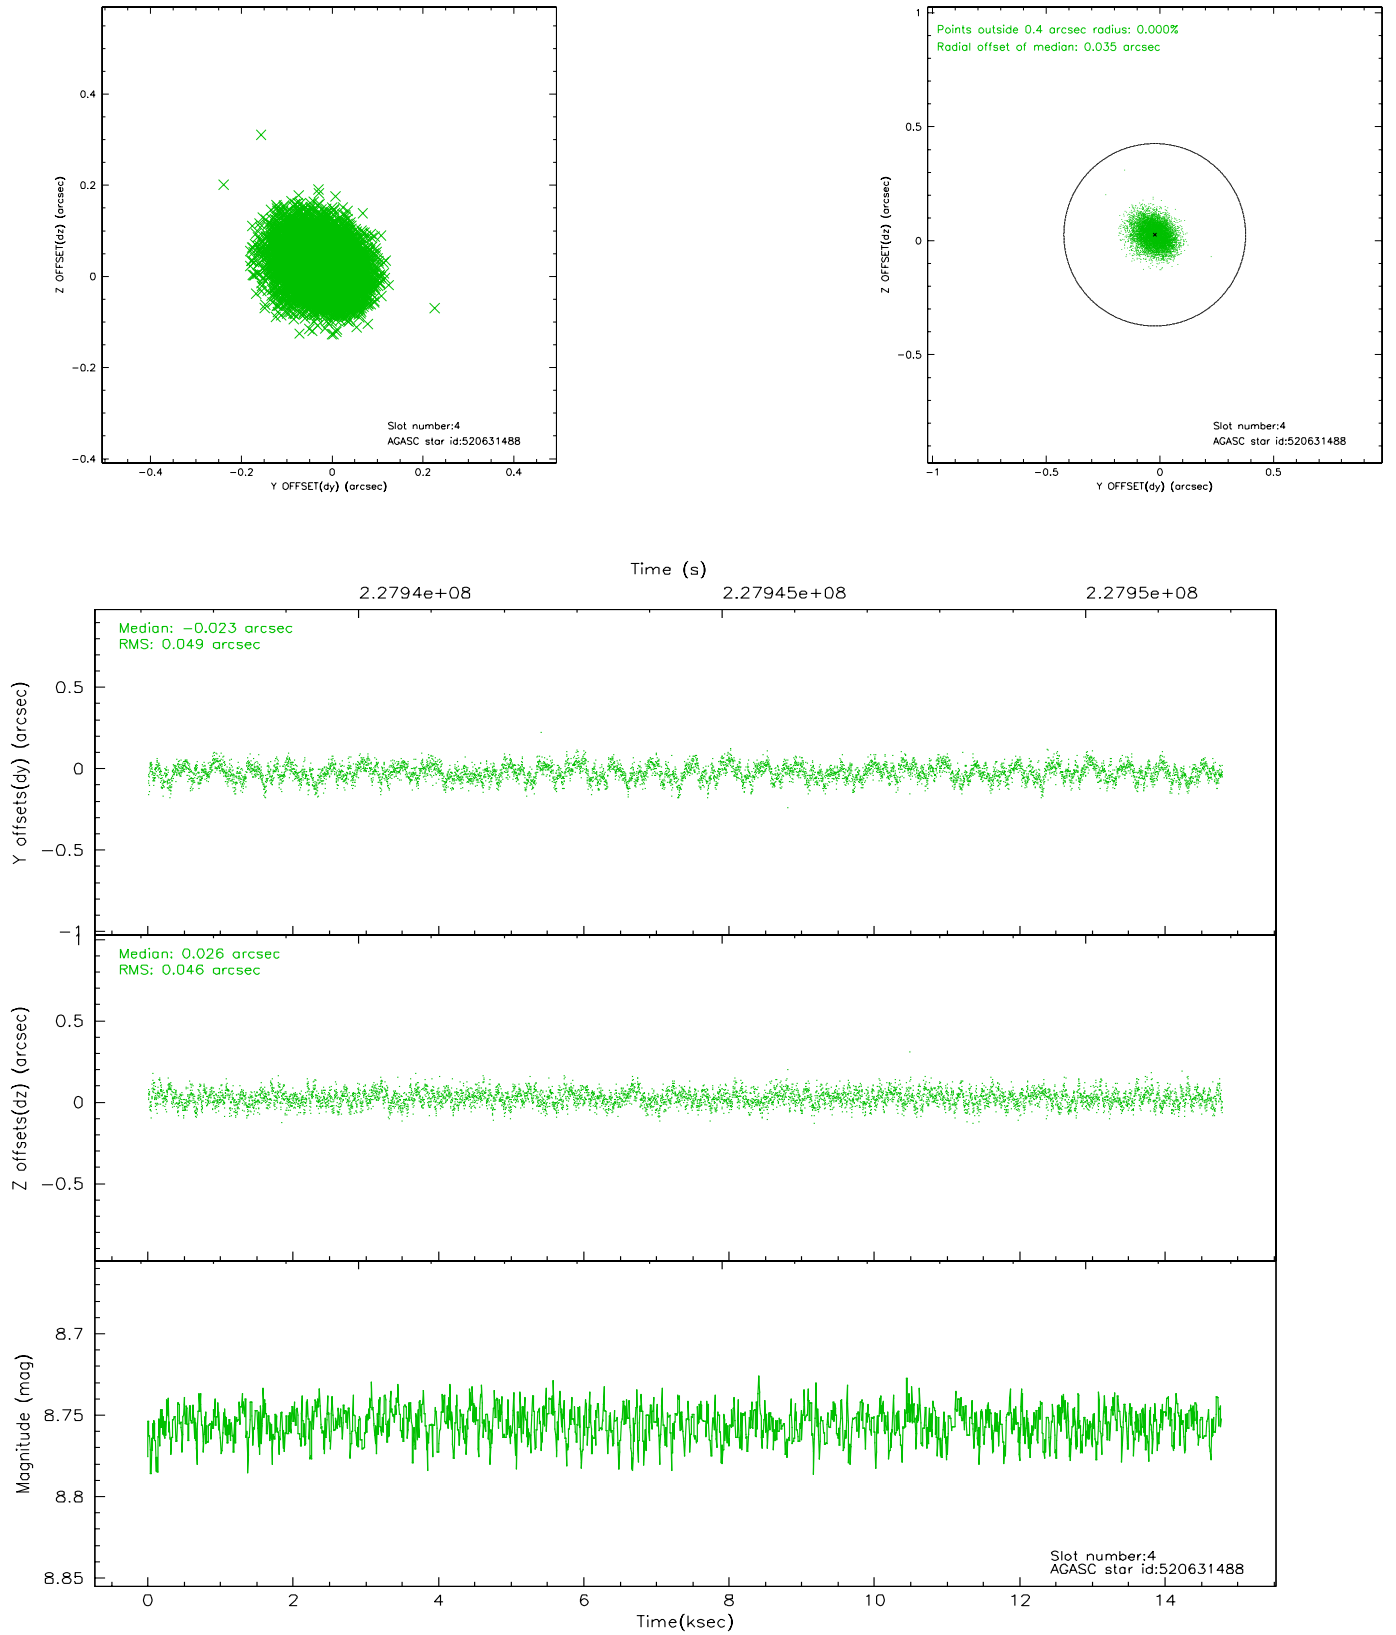 0.4
0.2
0
−0.2
−0.4
Z OFFSET(dz) (arcsec)
Slot number:4
AGASC star id:520631488
−0.4 −0.2 0 0.2 0.4
Y OFFSET(dy) (arcsec)
Points outside 0.4 arcsec radius: 0.000%
Radial offset of median: 0.035 arcsec
1
0.5
0
−0.5
Z OFFSET(dz) (arcsec)
Slot number:4
AGASC star id:520631488
−1 −0.5 0 0.5
Y OFFSET(dy) (arcsec)
Time (s)
2.2794e+08 2.27945e+08 2.2795e+08
Median: −0.023 arcsec
RMS: 0.049 arcsec
0.5
0
−0.5
−1
Y offsets(dy) (arcsec)
Median: 0.026 arcsec
RMS: 0.046 arcsec
1
0.5
0
−0.5
Z offsets(dz) (arcsec)
8.7
8.75
8.8
8.85
Magnitude (mag)
Slot number:4
AGASC star id:520631488
0 2 4 6 8 10 12 14
Time(ksec)